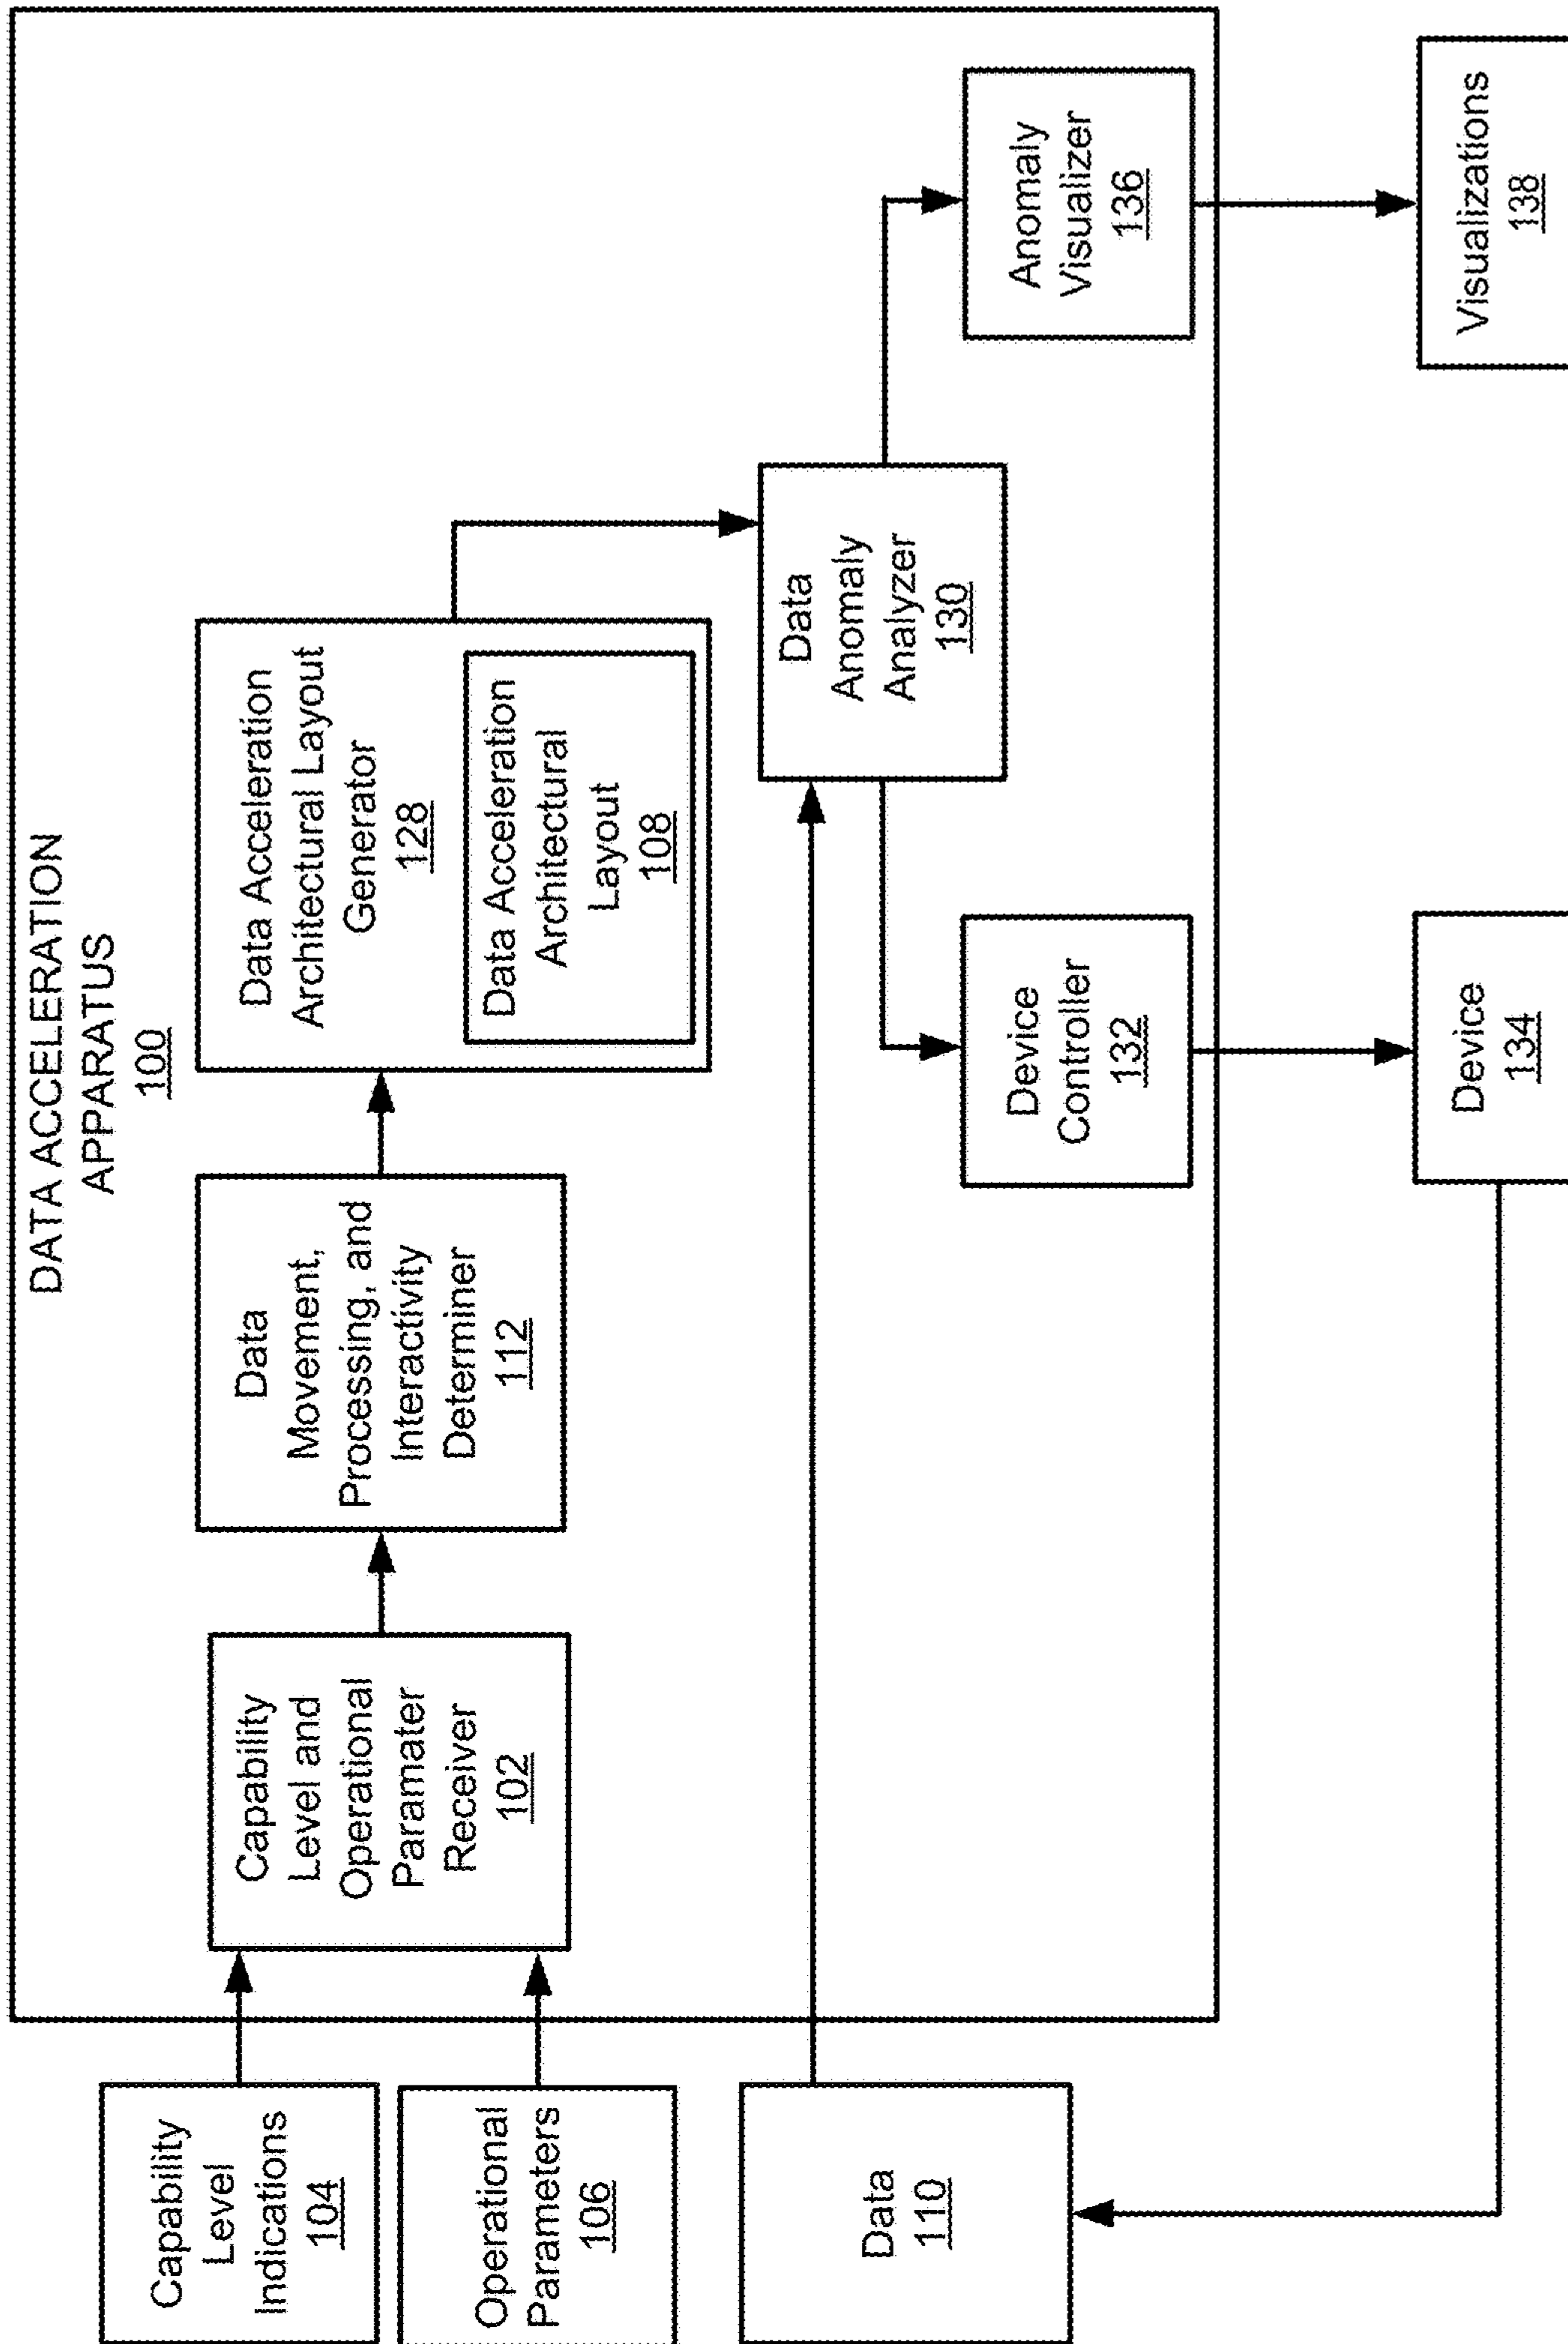 DATA ACCELERATION
APPARATUS
100
Capability
Level
Indications
104
Operational
Parameters
106
Data
110
Capability
Level and
Operational
Paramater
Receiver
102
Data
Movement,
Processing, and
Interactivity
Determiner
112
Data Acceleration
Architectural Layout
Generator
128
Data Acceleration
Architectural
Layout
108
Data
Anomaly
Analyzer
130
Device
Controller
132
Anomaly
Visualizer
136
Device
134
Visualizations
138